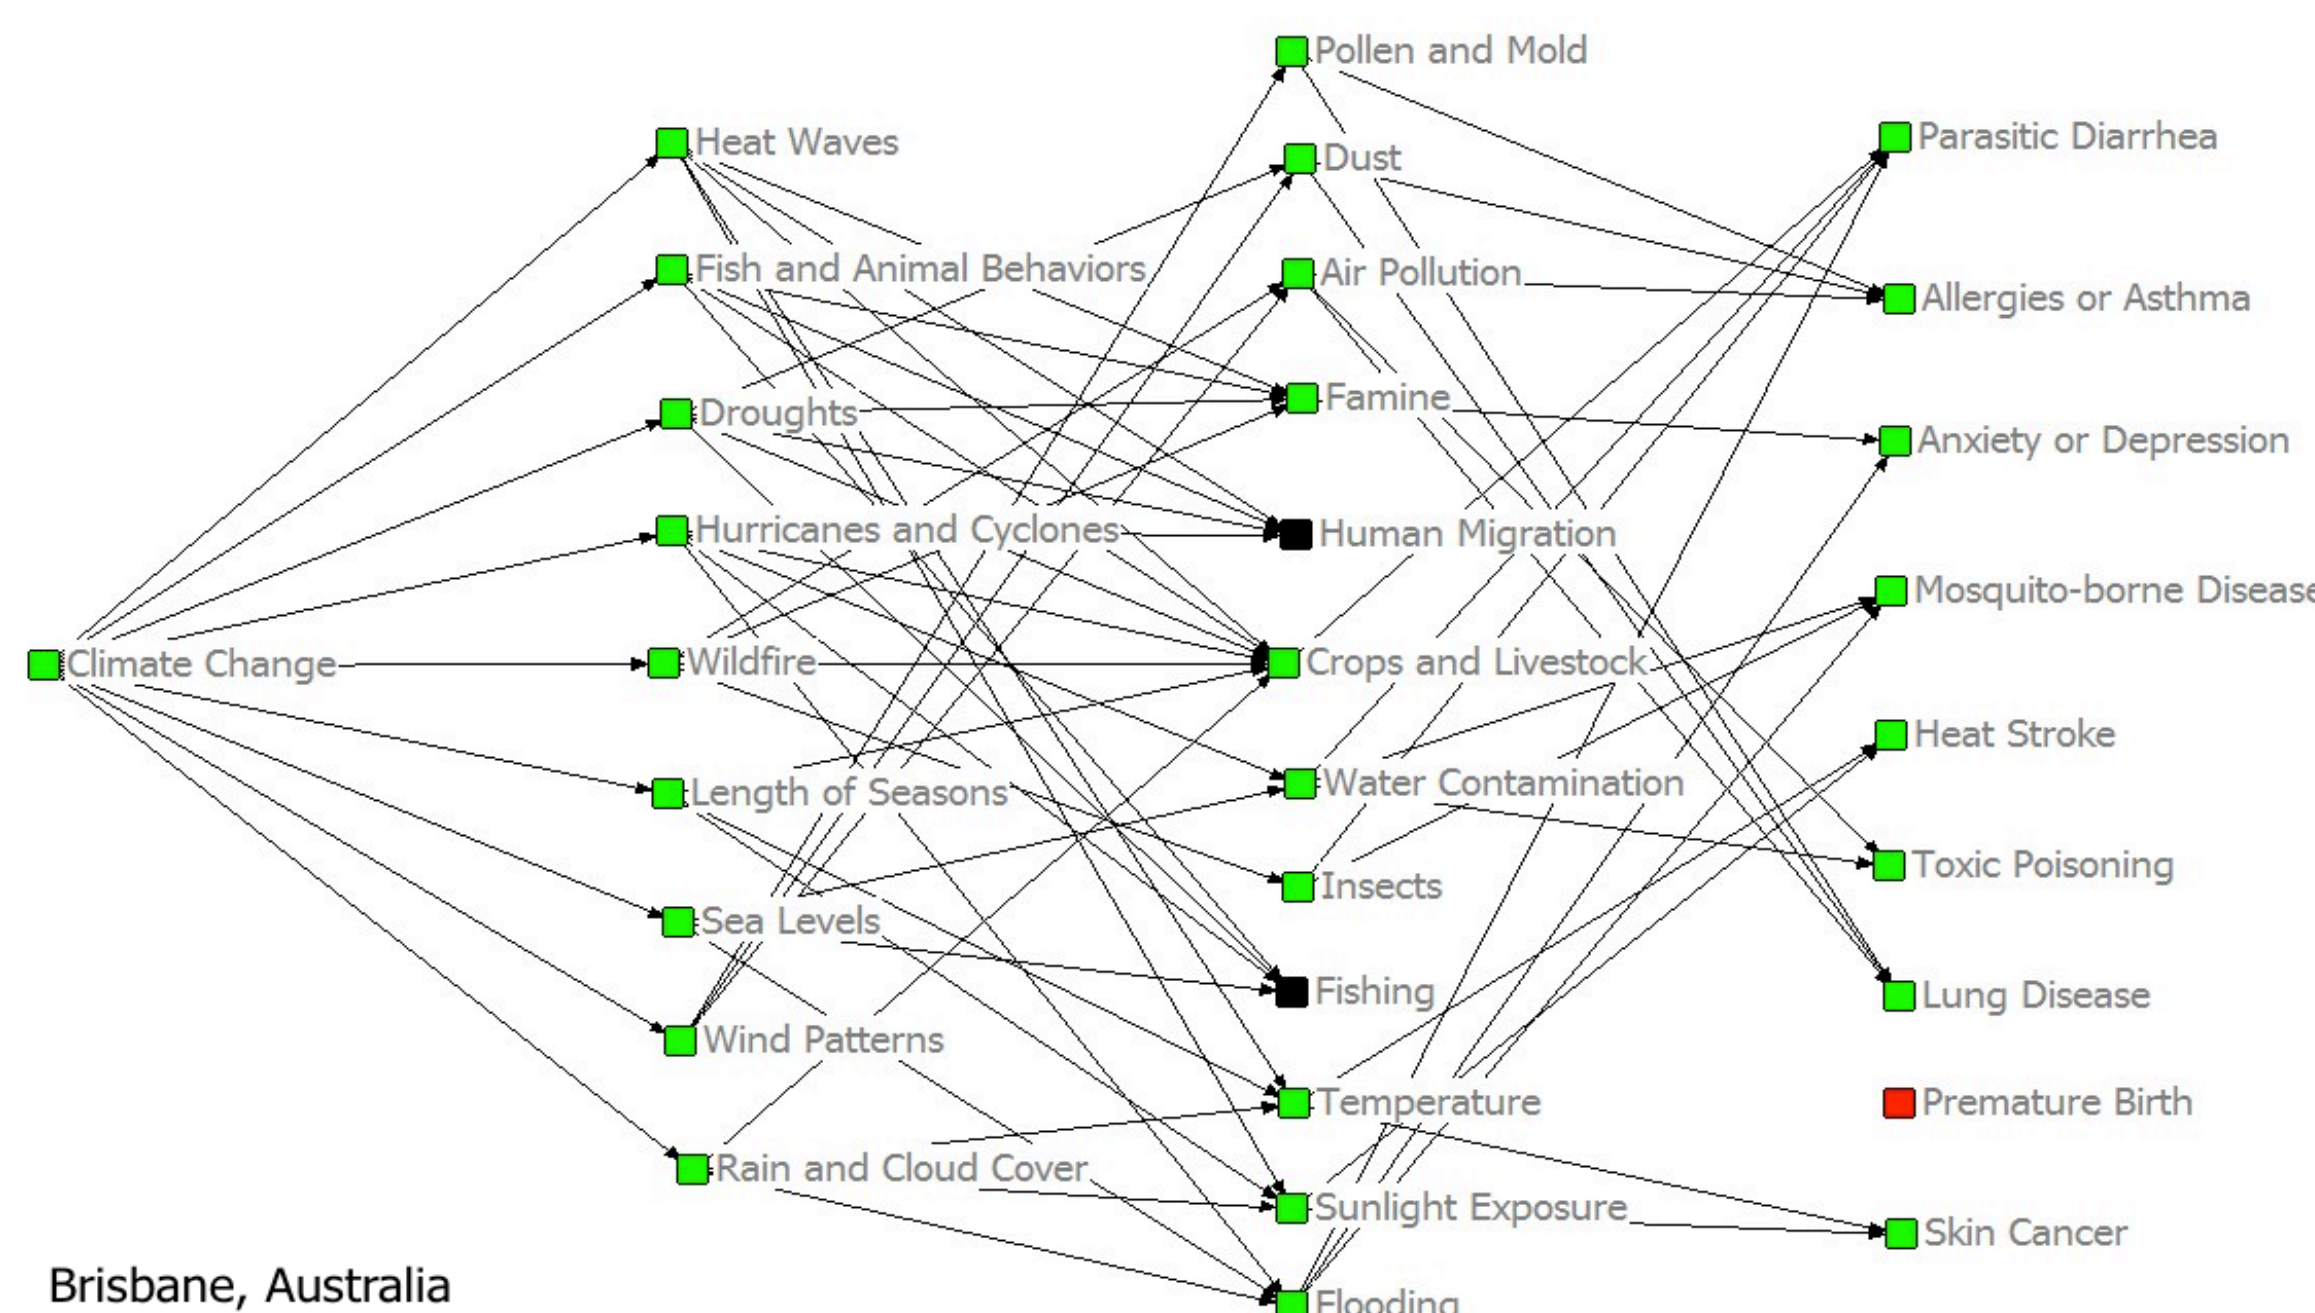 Climate Change
Heat Waves
Fish and Animal Behaviors
Droughts
Hurricanes and Cyclones
Wildfire
Length of Seasons
Sea Levels
Wind Patterns
Rain and Cloud Cover
Pollen and Mold
Dust
Air Pollution
Famine
Human Migration
Crops and Livestock
Water Contamination
Insects
Fishing
Temperature
Sunlight Exposure
Flooding
Parasitic Diarrhea
Allergies or Asthma
Anxiety or Depression
Mosquito-borne Disease
Heat Stroke
Toxic Poisoning
Lung Disease
Premature Birth
Skin Cancer
Brisbane, Australia